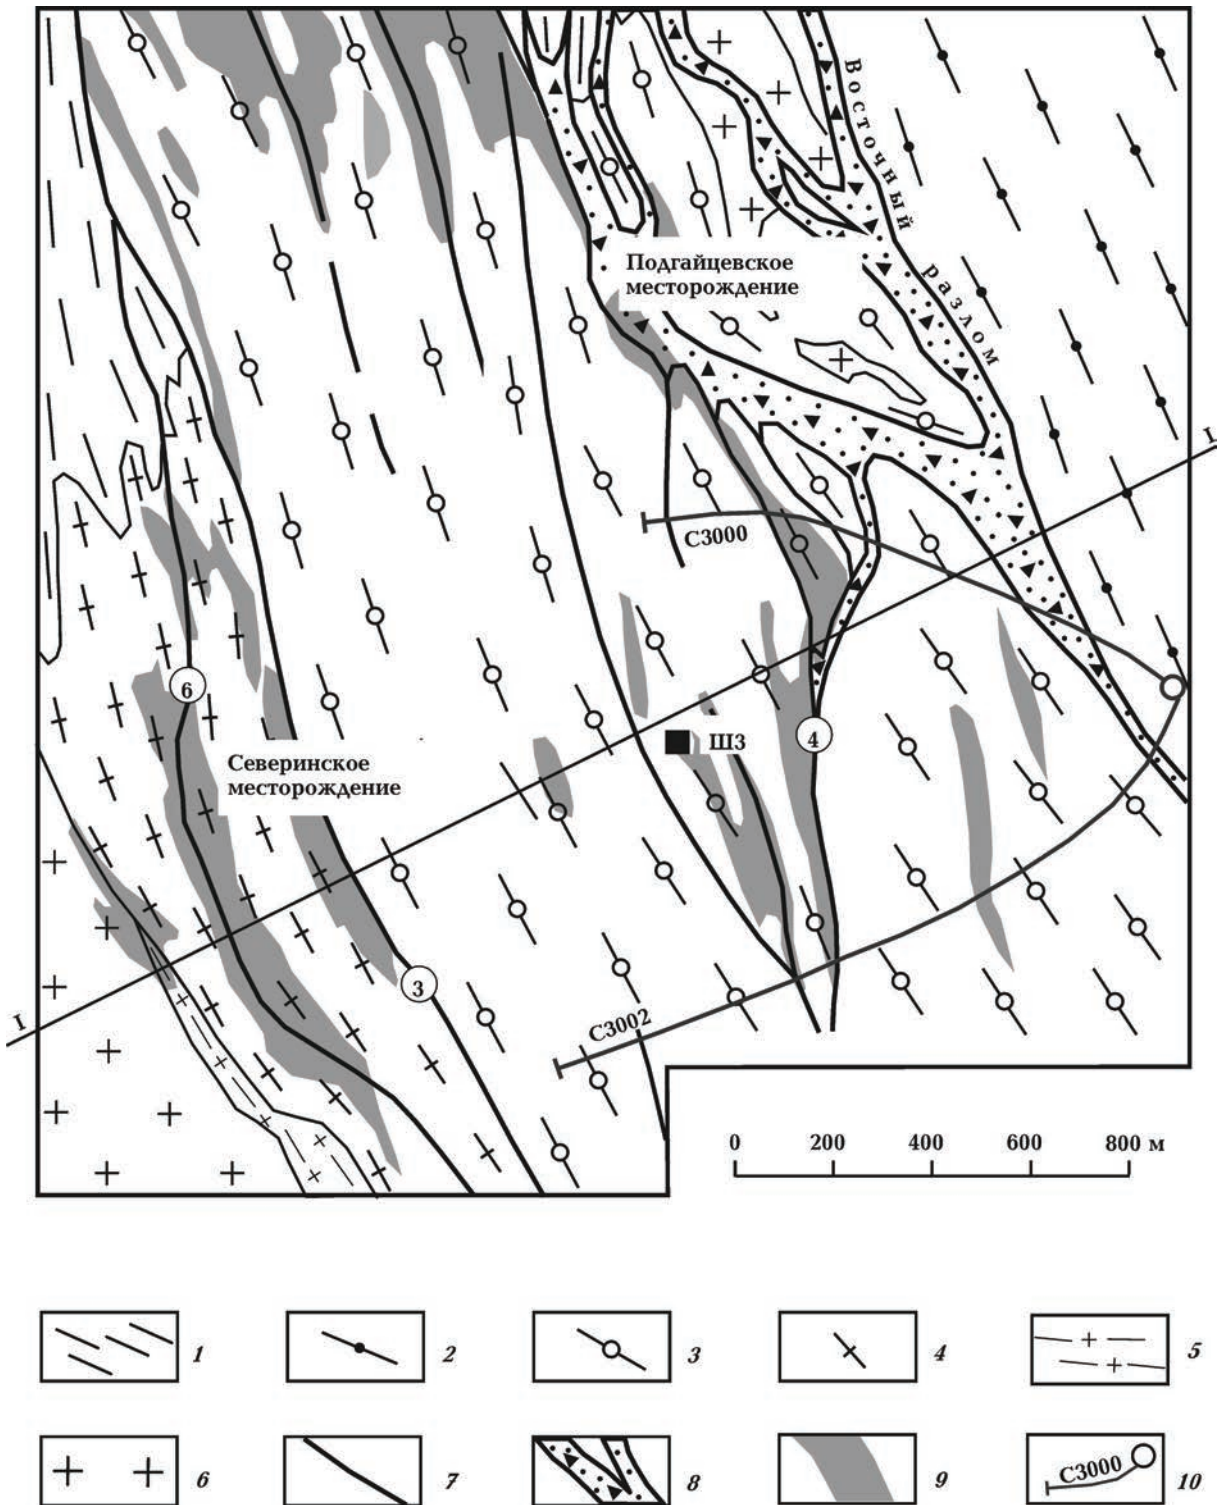 Восточный
разлом
Подгайцевское
месторождение
I
С3000
6
4
Ш3
Северинское
месторождение
3
I
С3002
0 200 400 600 800 м
1 2 3 4 5
6 7 8 9 С3000 10